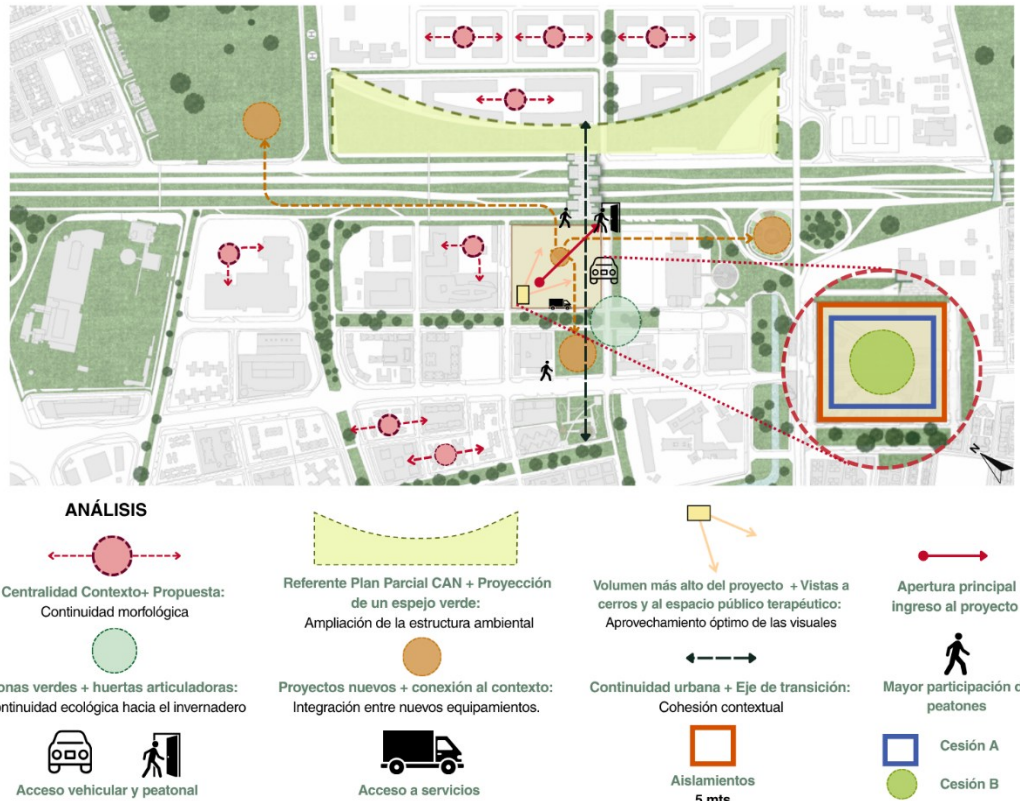 N
ANÁLISIS
Centralidad Contexto+ Propuesta:
Continuidad morfológica
Referente Plan Parcial CAN + Proyección
de un espejo verde:
Ampliación de la estructura ambiental
Volumen más alto del proyecto + Vistas a
cerros y al espacio público terapéutico:
Aprovechamiento óptimo de las visuales
Apertura principal
ingreso al proyecto
onas verdes + huertas articuladoras:
ontinuidad ecológica hacia el invernadero
Proyectos nuevos + conexión al contexto:
Integración entre nuevos equipamientos.
Continuidad urbana + Eje de transición:
Cohesión contextual
Mayor participación d
peatones
Acceso vehicular y peatonal
Acceso a servicios
Aislamientos
5 mts
Cesión A
Cesión B